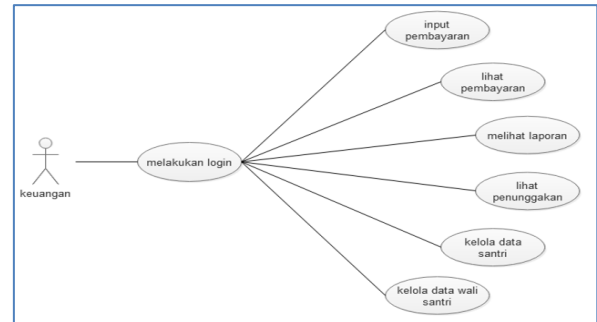 input
pembayaran
lihat
pembayaran
melakukan login
melihat laporan
keuangan
lihat
penunggakan
kelola data
santri
kelola data wali
santri